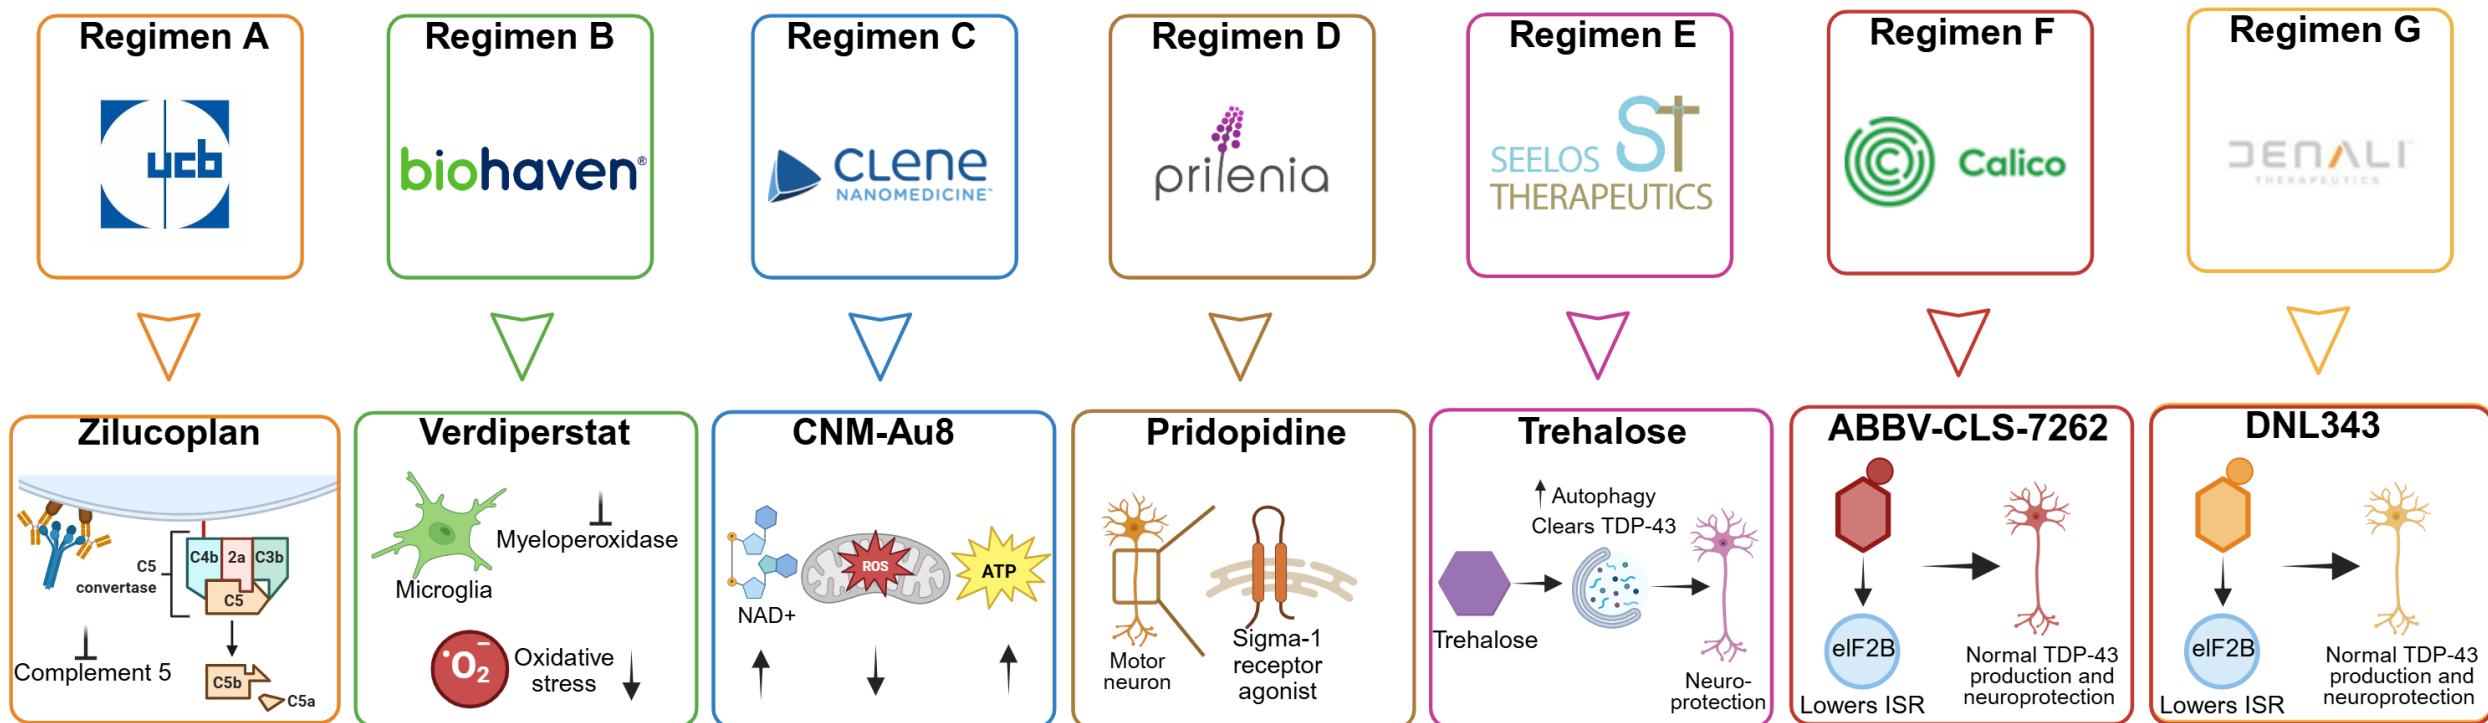 Regimen A
ucb
Regimen B
biohaven®
Regimen C
CLENE
NANOMEDICINE™
Regimen D
prilenia
Regimen E
ST
SEELOS
THERAPEUTICS
Regimen F
Calico
Regimen G
DENALI
THERAPEUTICS
Zilucoplan
C4b
2a
C3b
C5
convertase
C5
Complement 5
C5b
C5a
Verdiperstat
Myeloperoxidase
Microglia
·O₂⁻
Oxidative
stress
CNM-Au8
ROS
ATP
NAD+
Pridopidine
Motor
neuron
Sigma-1
receptor
agonist
Trehalose
Autophagy
Clears TDP-43
Trehalose
Neuro-
protection
ABBV-CLS-7262
eIF2B
Lowers ISR
Normal TDP-43
production and
neuroprotection
DNL343
eIF2B
Lowers ISR
Normal TDP-43
production and
neuroprotection